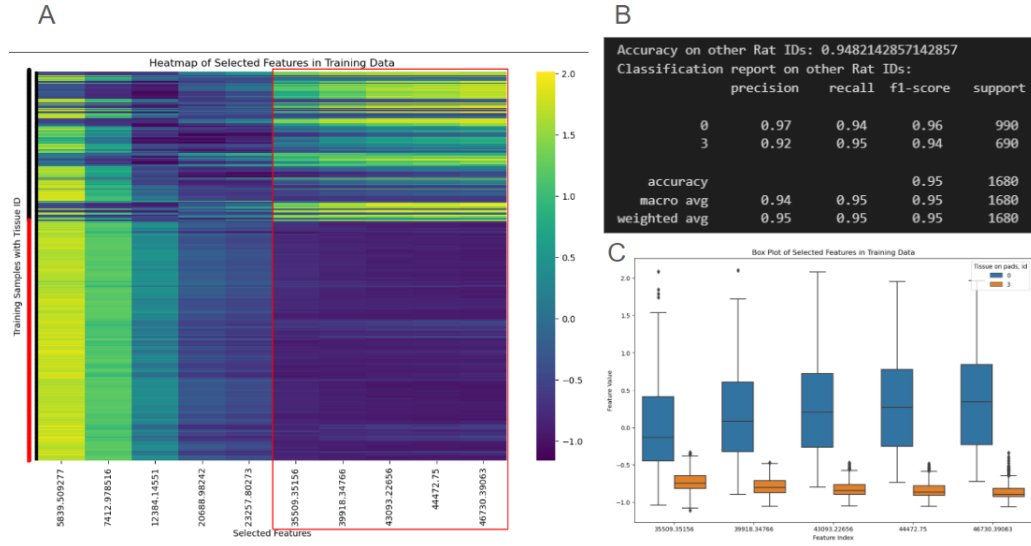 A
Heatmap of Selected Features in Training Data
Training Samples with Tissue ID
2.0
1.5
1.0
0.5
0.0
−0.5
−1.0
5839.509277
7412.978516
12384.14551
20688.98242
23257.80273
35509.35156
39918.34766
43093.22656
44472.75
46730.39063
Selected Features
B
Accuracy on other Rat IDs: 0.9482142857142857
Classification report on other Rat IDs:
precision recall f1-score support
0 0.97 0.94 0.96 990
3 0.92 0.95 0.94 690
accuracy 0.95 1680
macro avg 0.94 0.95 0.95 1680
weighted avg 0.95 0.95 0.95 1680
C
Box Plot of Selected Features in Training Data
Tissue on pads, id
0
3
Feature Value
2.0
1.5
1.0
0.5
0.0
−0.5
−1.0
35509.35156 39918.34766 43093.22656 44472.75 46730.39063
Feature Index